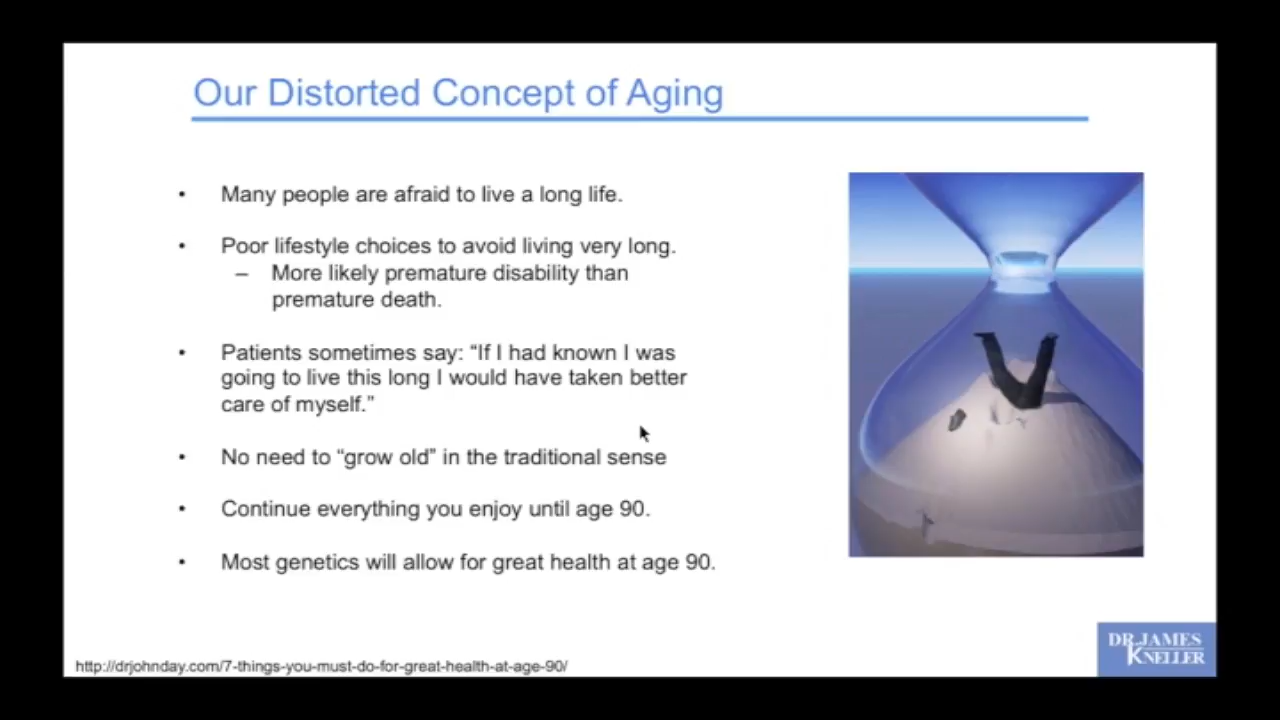 Our Distorted Concept of Aging
• Many people are afraid to live a long life.
• Poor lifestyle choices to avoid living very long.
– More likely premature disability than
premature death.
• Patients sometimes say: “If I had known I was
going to live this long I would have taken better
care of myself.”
• No need to “grow old” in the traditional sense
• Continue everything you enjoy until age 90.
• Most genetics will allow for great health at age 90.
http://drjohnday.com/7-things-you-must-do-for-great-health-at-age-90/
DR.JAMES
KNELLER